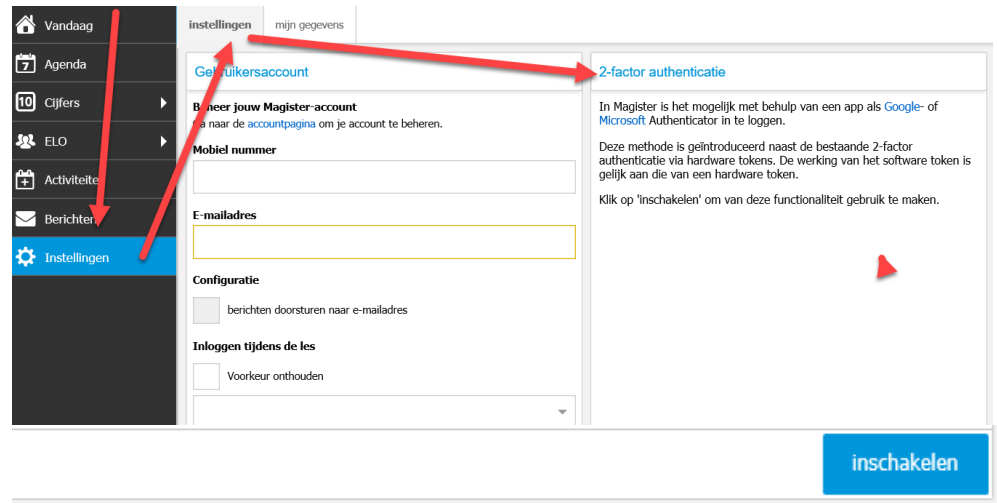 Vandaag
7
Agenda
10
Cijfers
ELO
Activiteite
Berichten
Instellingen
instellingen
mijn gegevens
Gebruikersaccount
Beheer jouw Magister-account
Ga naar de accountpagina om je account te beheren.
Mobiel nummer
E-mailadres
Configuratie
berichten doorsturen naar e-mailadres
Inloggen tijdens de les
Voorkeur onthouden
2-factor authenticatie
In Magister is het mogelijk met behulp van een app als Google- of
Microsoft Authenticator in te loggen.
Deze methode is geïntroduceerd naast de bestaande 2-factor
authenticatie via hardware tokens. De werking van het software token is
gelijk aan die van een hardware token.
Klik op 'inschakelen' om van deze functionaliteit gebruik te maken.
inschakelen